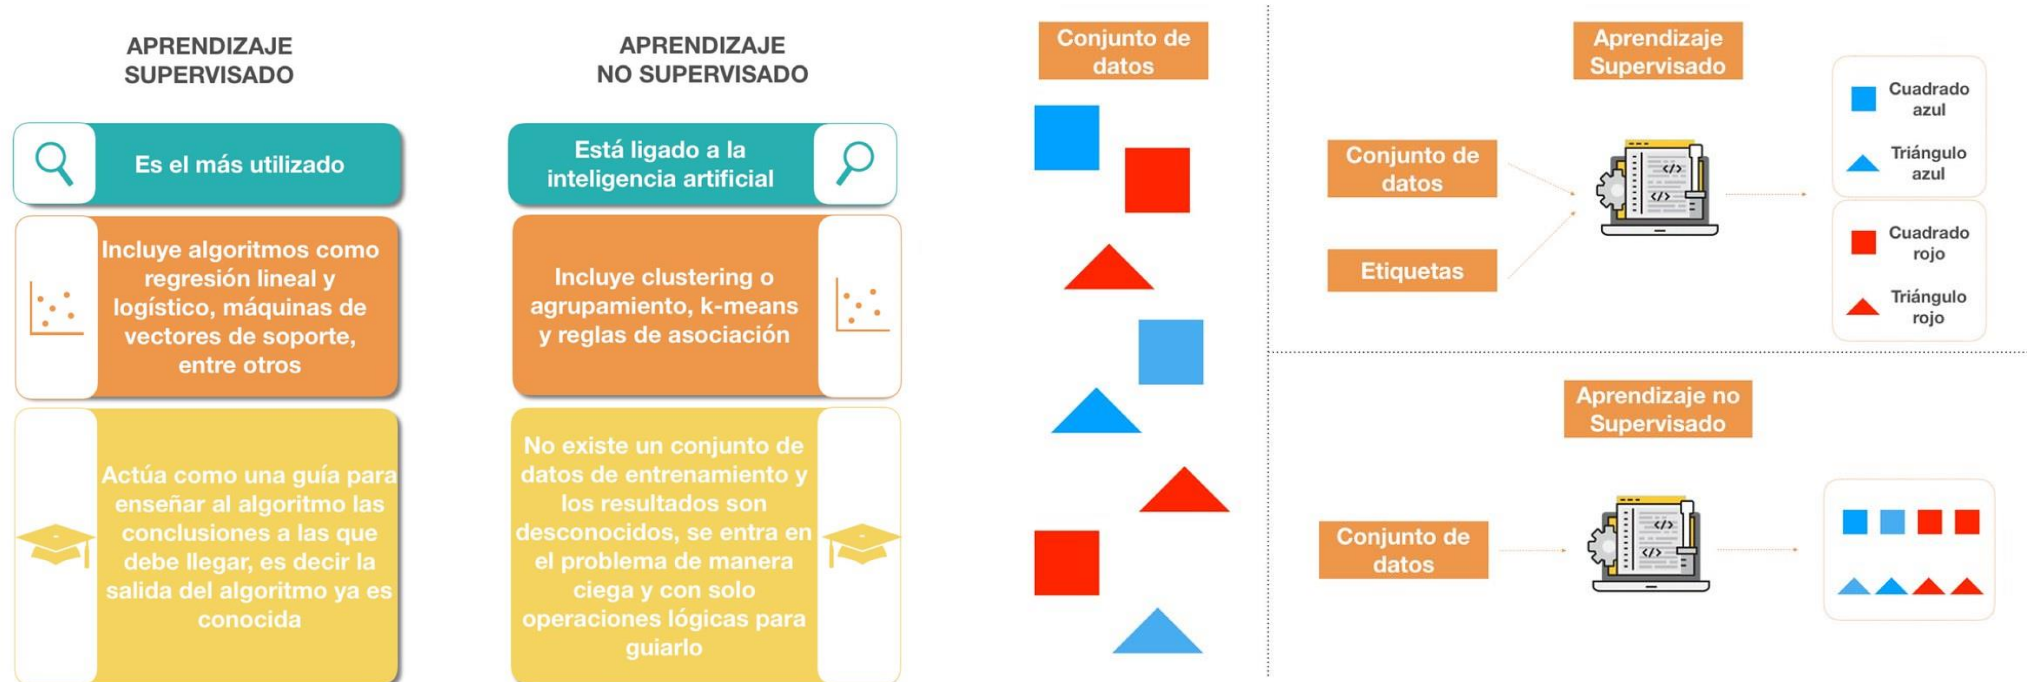 APRENDIZAJE
SUPERVISADO
Es el más utilizado
Incluye algoritmos como
regresión lineal y
logístico, máquinas de
vectores de soporte,
entre otros
Actúa como una guía para
enseñar al algoritmo las
conclusiones a las que
debe llegar, es decir la
salida del algoritmo ya es
conocida
APRENDIZAJE
NO SUPERVISADO
Está ligado a la
inteligencia artificial
Incluye clustering o
agrupamiento, k-means
y reglas de asociación
No existe un conjunto de
datos de entrenamiento y
los resultados son
desconocidos, se entra en
el problema de manera
ciega y con solo
operaciones lógicas para
guiarlo
Conjunto de
datos
Aprendizaje
Supervisado
Conjunto de
datos
Etiquetas
</>
</>
Cuadrado
azul
Triángulo
azul
Cuadrado
rojo
Triángulo
rojo
Aprendizaje no
Supervisado
Conjunto de
datos
</>
</>